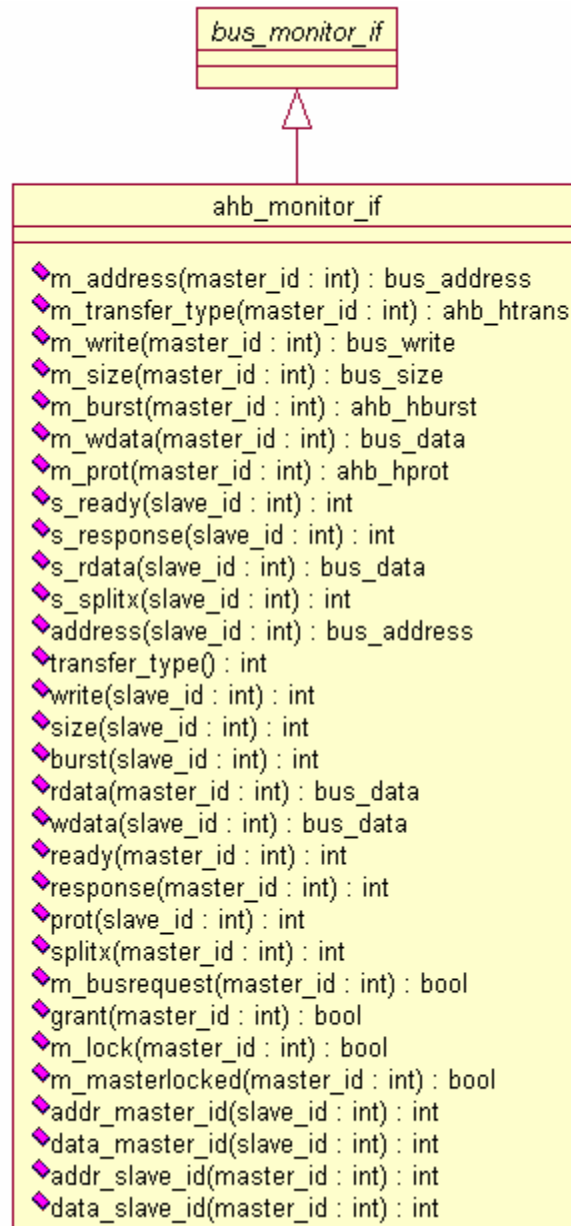 bus_monitor_if
ahb_monitor_if
m_address(master_id : int) : bus_address
m_transfer_type(master_id : int) : ahb_htrans
m_write(master_id : int) : bus_write
m_size(master_id : int) : bus_size
m_burst(master_id : int) : ahb_hburst
m_wdata(master_id : int) : bus_data
m_prot(master_id : int) : ahb_hprot
s_ready(slave_id : int) : int
s_response(slave_id : int) : int
s_rdata(slave_id : int) : bus_data
s_splitx(slave_id : int) : int
address(slave_id : int) : bus_address
transfer_type() : int
write(slave_id : int) : int
size(slave_id : int) : int
burst(slave_id : int) : int
rdata(master_id : int) : bus_data
wdata(slave_id : int) : bus_data
ready(master_id : int) : int
response(master_id : int) : int
prot(slave_id : int) : int
splitx(master_id : int) : int
m_busrequest(master_id : int) : bool
grant(master_id : int) : bool
m_lock(master_id : int) : bool
m_masterlocked(master_id : int) : bool
addr_master_id(slave_id : int) : int
data_master_id(slave_id : int) : int
addr_slave_id(master_id : int) : int
data_slave_id(master_id : int) : int